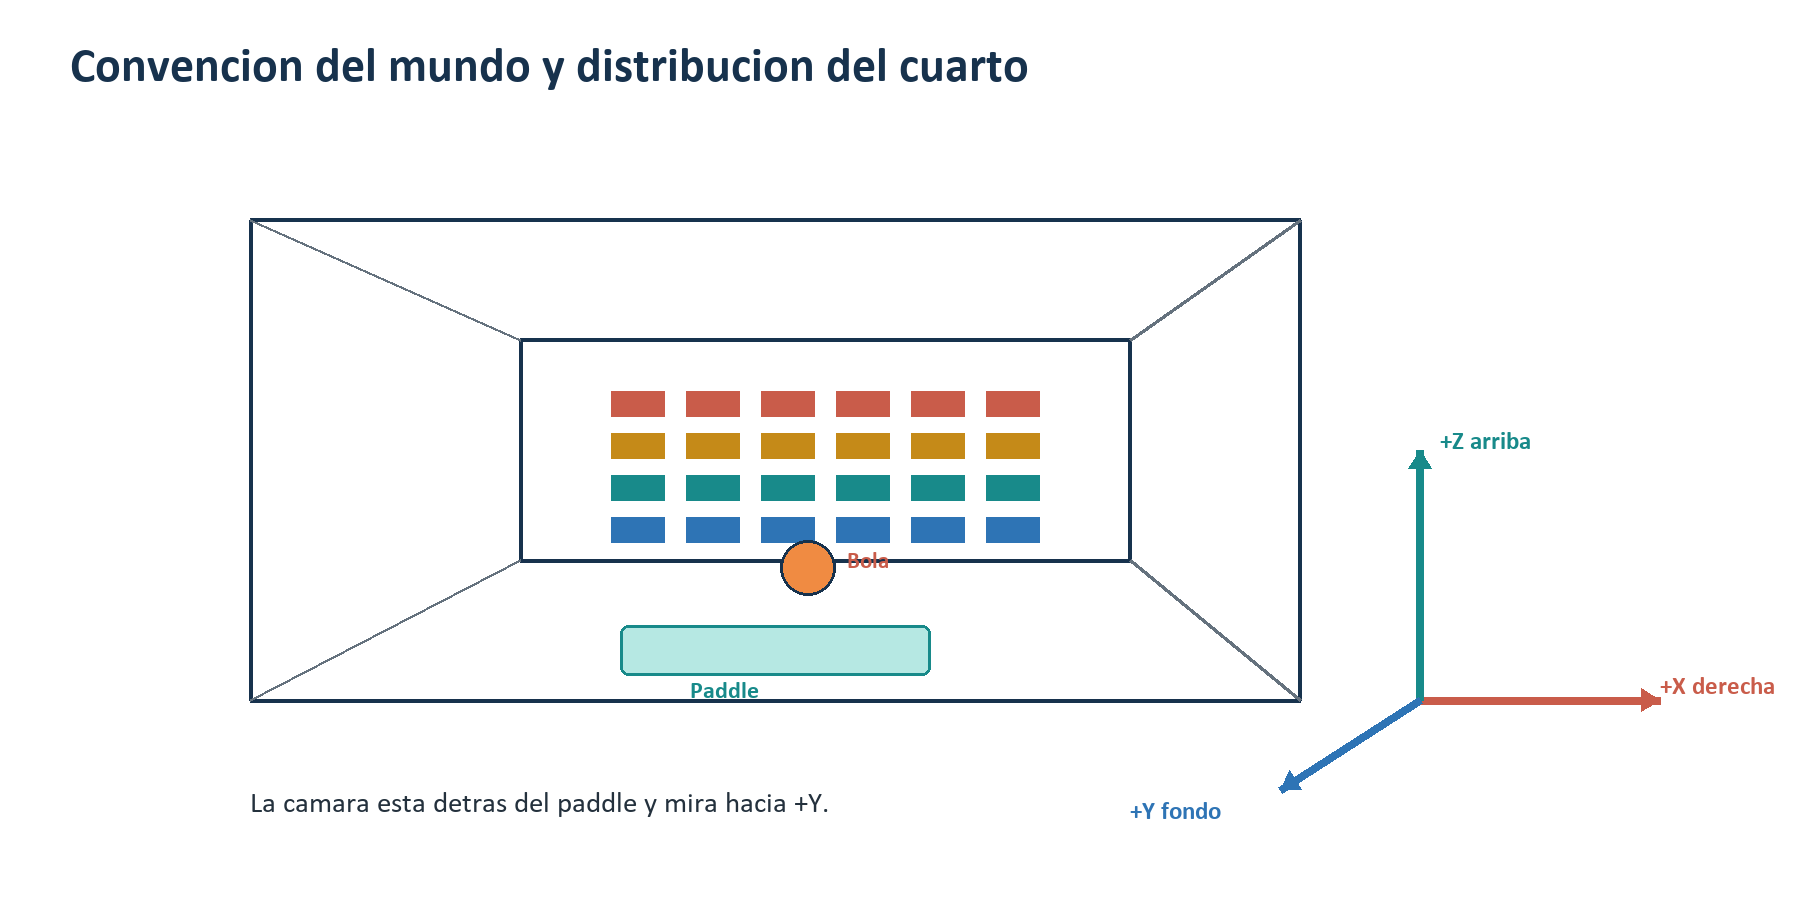 Convencion del mundo y distribucion del cuarto
+Z arriba
Bola
+X derecha
Paddle
La camara esta detras del paddle y mira hacia +Y.
+Y fondo